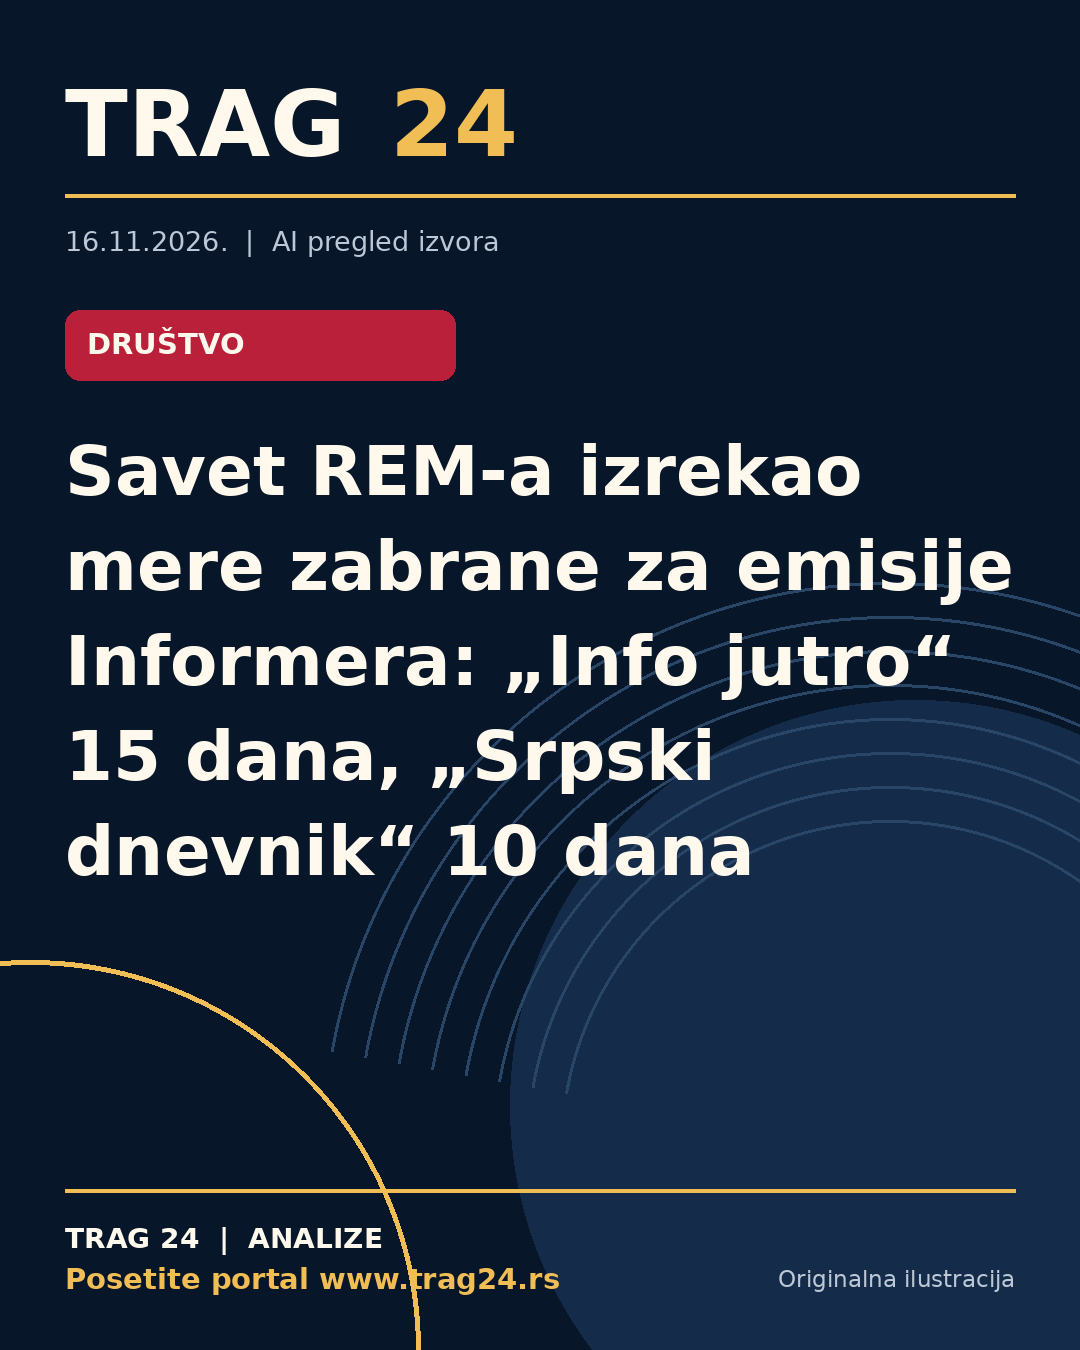 TRAG 24
16.11.2026. | AI pregled izvora
DRUŠTVO
Savet REM-a izrekao
mere zabrane za emisije
Informera: „Info jutro“
15 dana, „Srpski
dnevnik“ 10 dana
TRAG 24 | ANALIZE
Posetite portal www.trag24.rs
Originalna ilustracija